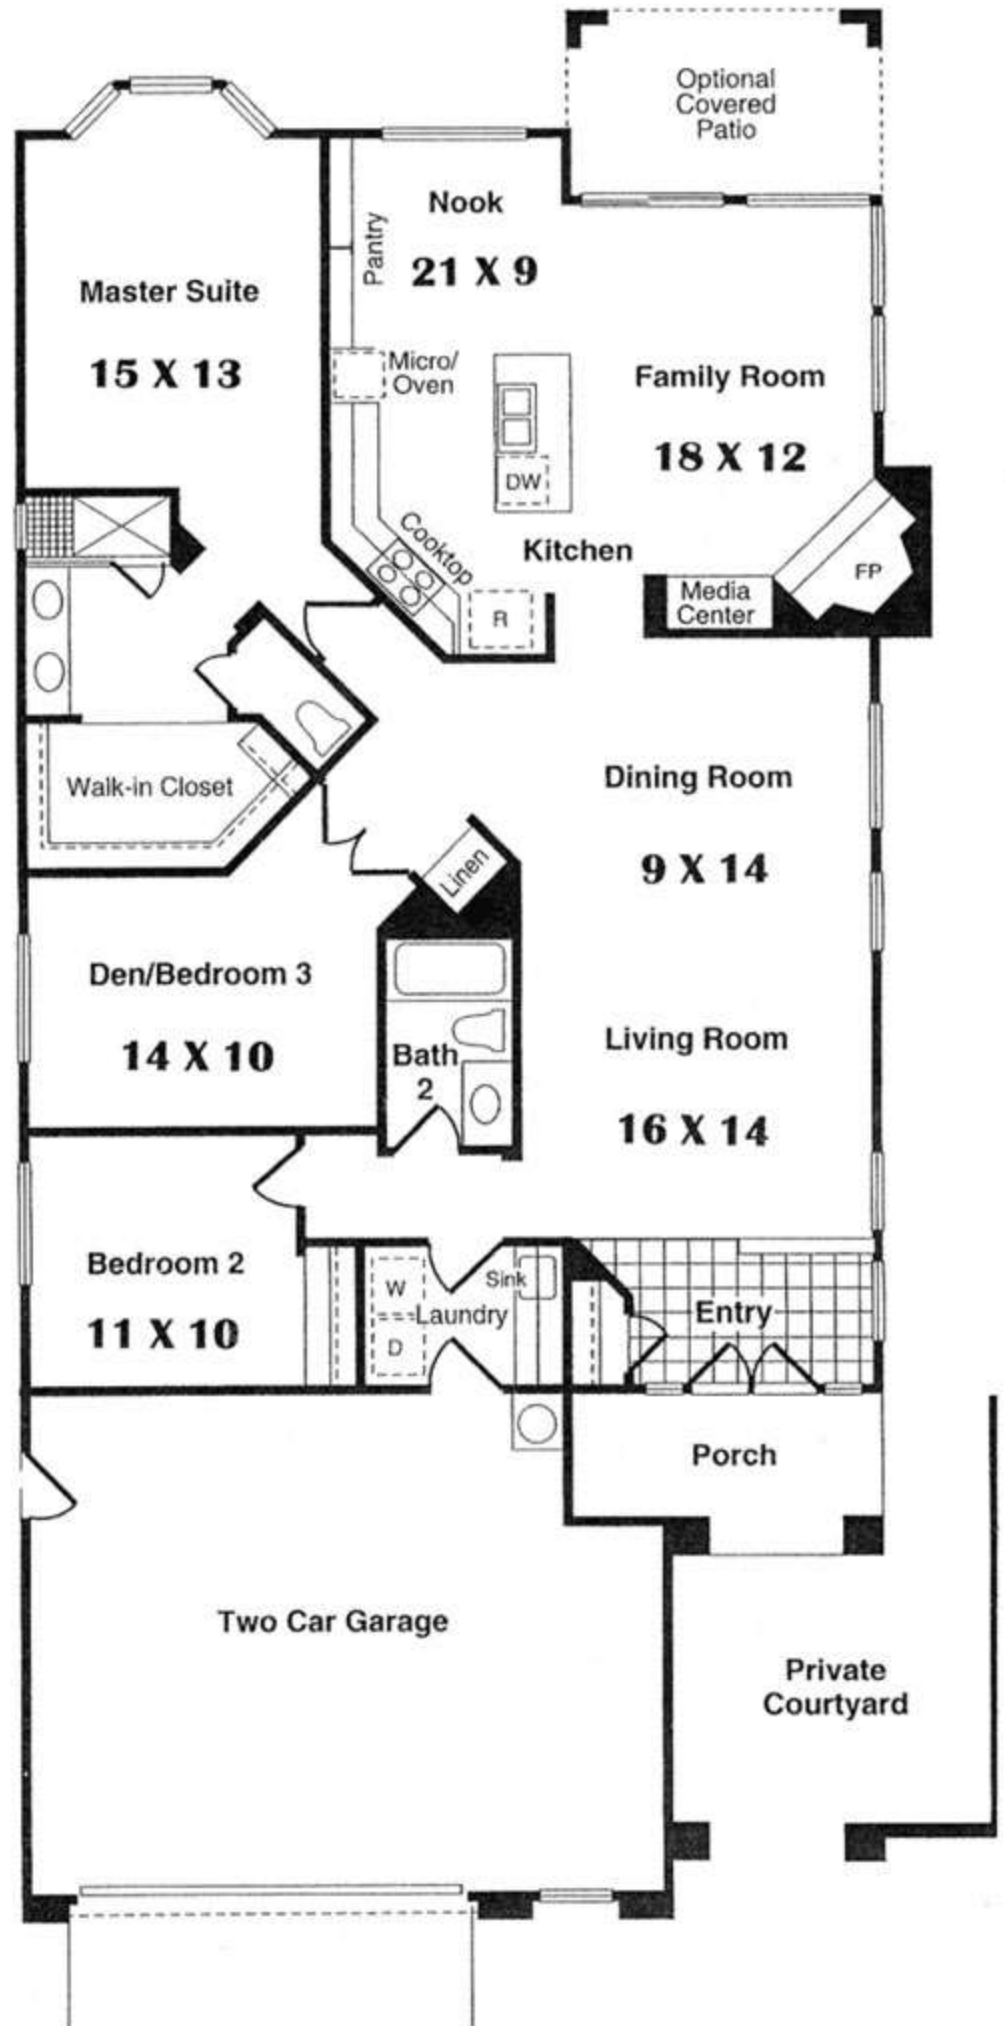 Optional
Covered
Patio
Nook
21 X 9
Pantry
Master Suite
15 X 13
Micro/
Oven
Family Room
18 X 12
DW
Cooktop
Kitchen
R
Media
Center
FP
Walk-in Closet
Dining Room
9 X 14
Linen
Den/Bedroom 3
14 X 10
Bath
2
Living Room
16 X 14
Bedroom 2
11 X 10
W
D
Laundry
Sink
Entry
Porch
Two Car Garage
Private
Courtyard